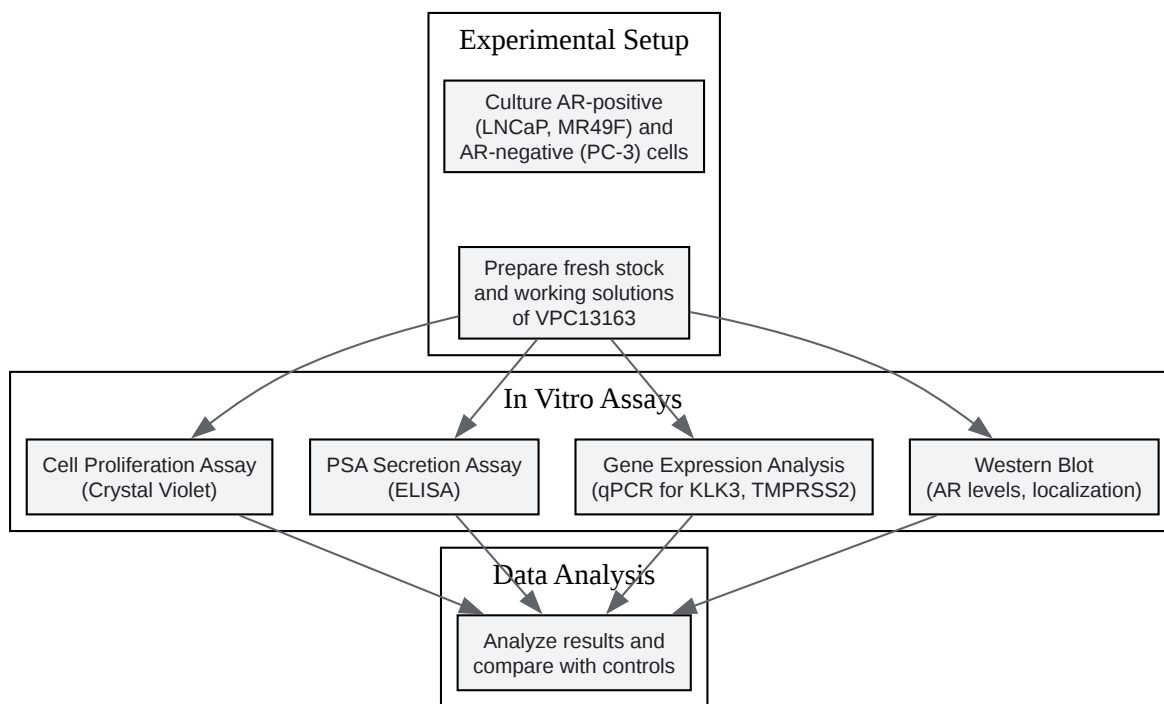 Experimental Setup
Culture AR-positive
(LNCaP, MR49F) and
AR-negative (PC-3) cells
Prepare fresh stock
and working solutions
of VPC13163
In Vitro Assays
Cell Proliferation Assay
(Crystal Violet)
PSA Secretion Assay
(ELISA)
Gene Expression Analysis
(qPCR for KLK3, TMPRSS2)
Western Blot
(AR levels, localization)
Data Analysis
Analyze results and
compare with controls